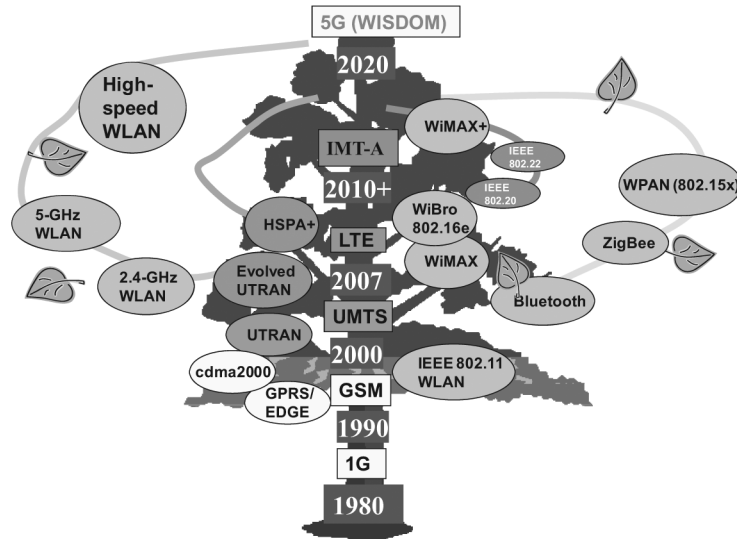 5G (WISDOM)
2020
High-
speed
WLAN
WiMAX+
IMT-A
IEEE
802.22
2010+
IEEE
802.20
WPAN (802.15x)
5-GHz
WLAN
HSPA+
WiBro
802.16e
LTE
ZigBee
2.4-GHz
WLAN
Evolved
UTRAN
WiMAX
2007
Bluetooth
UMTS
UTRAN
2000
cdma2000
IEEE 802.11
WLAN
GPRS/
EDGE
GSM
1990
1G
1980